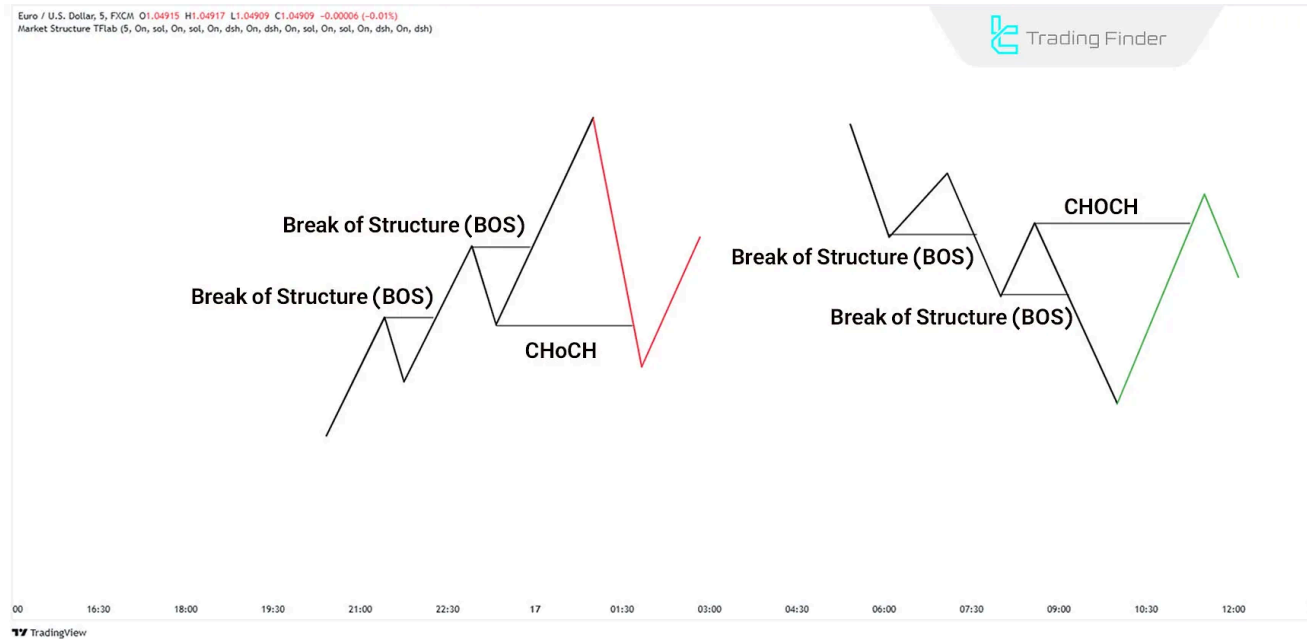 Euro / U.S. Dollar, 5, FXCM O1.04915 H1.04917 L1.04909 C1.04909 -0.00006 (-0.01%)
Market Structure TFlab (5, On, sol, On, sol, On, dsh, On, dsh, On, sol, On, sol, On, dsh, On, dsh)
Trading Finder
Break of Structure (BOS)
Break of Structure (BOS)
CHoCH
CHOCH
Break of Structure (BOS)
Break of Structure (BOS)
00 16:30 18:00 19:30 21:00 22:30 17 01:30 03:00 04:30 06:00 07:30 09:00 10:30 12:00
TradingView